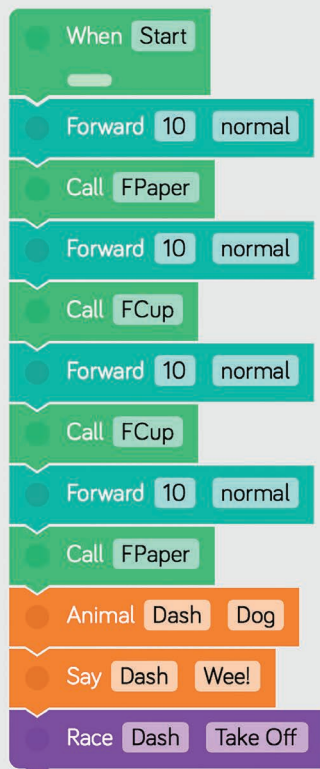 When Start
Forward 10 normal
Call FPaper
Forward 10 normal
Call FCup
Forward 10 normal
Call FCup
Forward 10 normal
Call FPaper
Animal Dash Dog
Say Dash Wee!
Race Dash Take Off